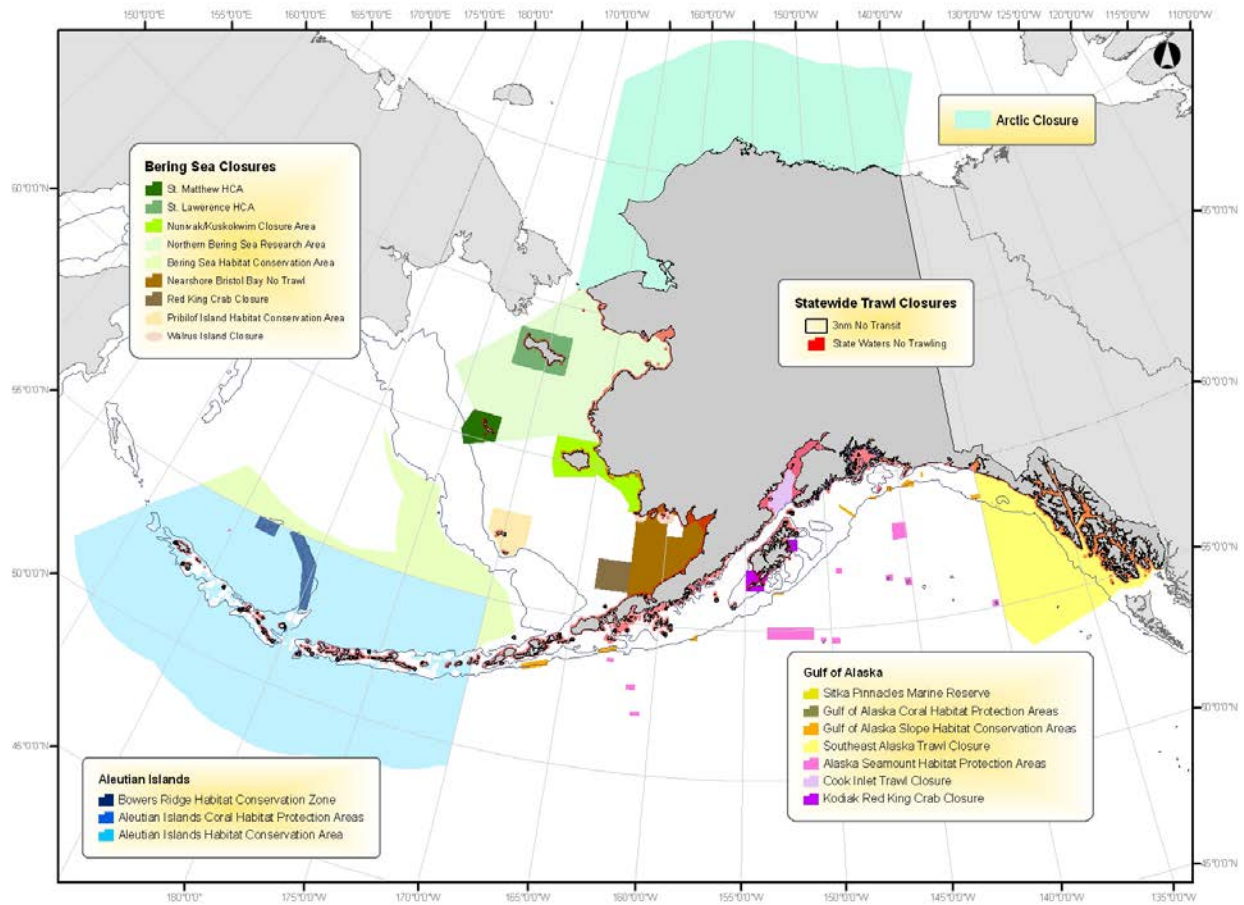 150°0'0"E 155°0'0"E 160°0'0"E 165°0'0"E 170°0'0"E 175°0'0"E 180°0'0" 170°0'0"W 160°0'0"W 150°0'0"W 140°0'0"W 130°0'0"W 125°0'0"W 120°0'0"W 115°0'0"W 110°0'0"W
Arctic Closure
Bering Sea Closures
St. Matthew HCA
St. Lawerence HCA
Nunivak/Kuskokwim Closure Area
Northern Bering Sea Research Area
Bering Sea Habitat Conservation Area
Nearshore Bristol Bay No Trawl
Red King Crab Closure
Pribilof Island Habitat Conservation Area
Walrus Island Closure
60°0'0"N
65°0'0"N
Statewide Trawl Closures
3nm No Transit
State Waters No Trawling
55°0'0"N
60°0'0"N
50°0'0"N
55°0'0"N
Gulf of Alaska
Sitka Pinnacles Marine Reserve
Gulf of Alaska Coral Habitat Protection Areas
Gulf of Alaska Slope Habitat Conservation Areas
Southeast Alaska Trawl Closure
Alaska Seamount Habitat Protection Areas
Cook Inlet Trawl Closure
Kodiak Red King Crab Closure
45°0'0"N
Aleutian Islands
Bowers Ridge Habitat Conservation Zone
Aleutian Islands Coral Habitat Protection Areas
Aleutian Islands Habitat Conservation Area
45°0'0"N
180°0'0" 175°0'0"W 170°0'0"W 165°0'0"W 160°0'0"W 155°0'0"W 150°0'0"W 145°0'0"W 140°0'0"W 135°0'0"W